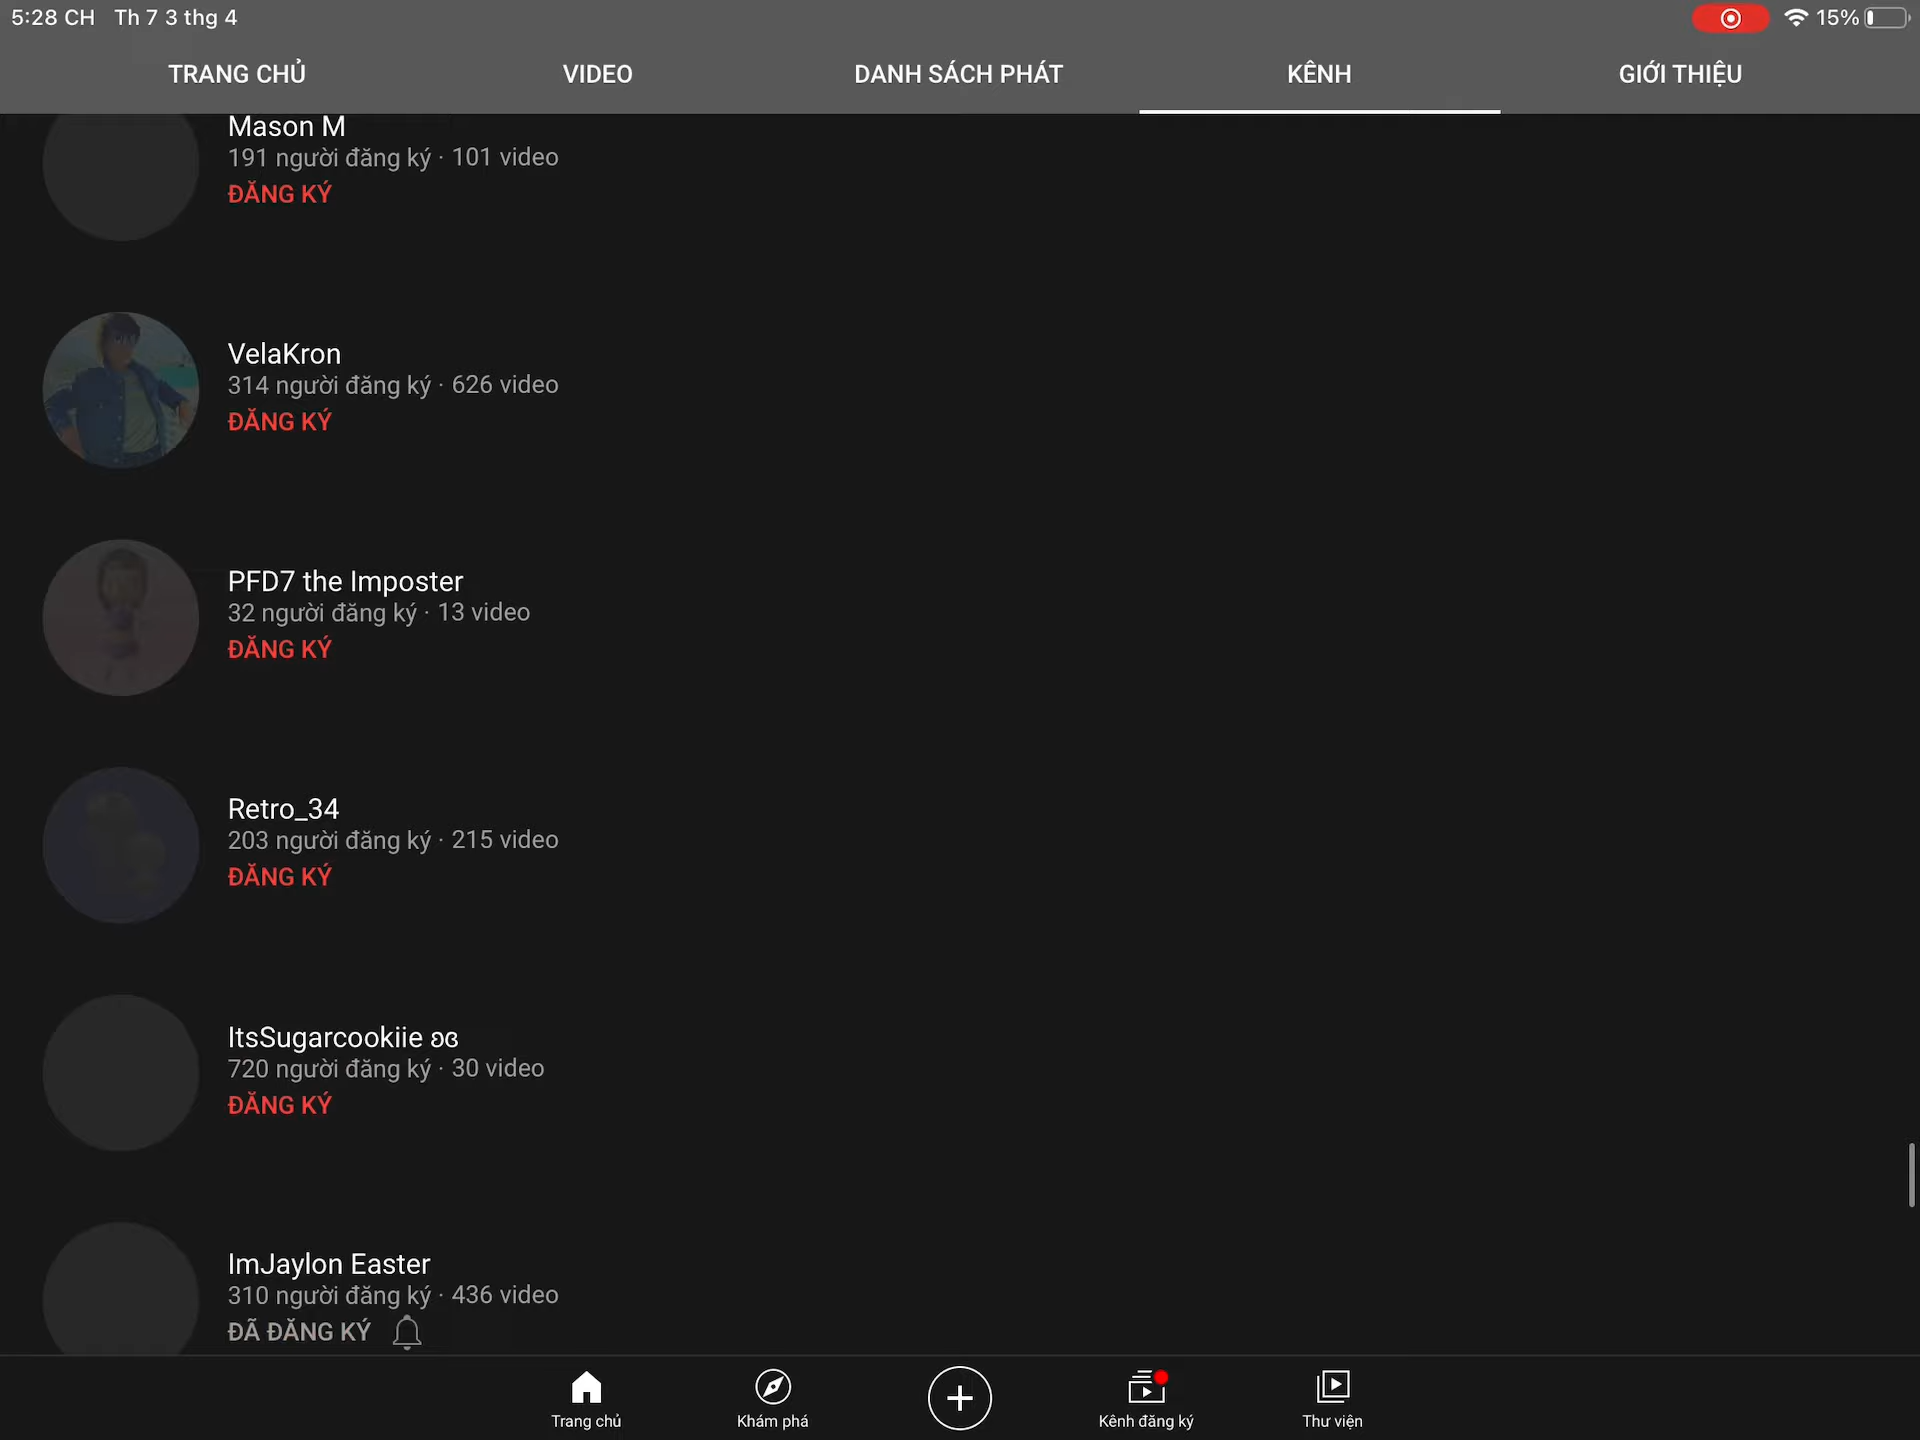 5:28 CH Th 7 3 thg 4
15%
TRANG CHỦ VIDEO DANH SÁCH PHÁT KÊNH GIỚI THIỆU
Mason M
191 người đăng ký · 101 video
ĐĂNG KÝ
VelaKron
314 người đăng ký · 626 video
ĐĂNG KÝ
PFD7 the Imposter
32 người đăng ký · 13 video
ĐĂNG KÝ
Retro_34
203 người đăng ký · 215 video
ĐĂNG KÝ
ItsSugarcookiie ʚɞ
720 người đăng ký · 30 video
ĐĂNG KÝ
ImJaylon Easter
310 người đăng ký · 436 video
ĐÃ ĐĂNG KÝ
Trang chủ Khám phá Kênh đăng ký Thư viện